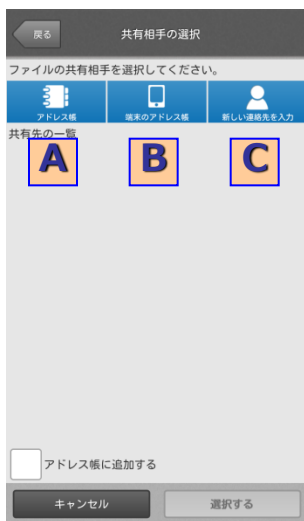 戻る
共有相手の選択
ファイルの共有相手を選択してください。
アドレス帳
端末のアドレス帳
新しい連絡先を入力
共有先の一覧
A
B
C
アドレス帳に追加する
キャンセル
選択する